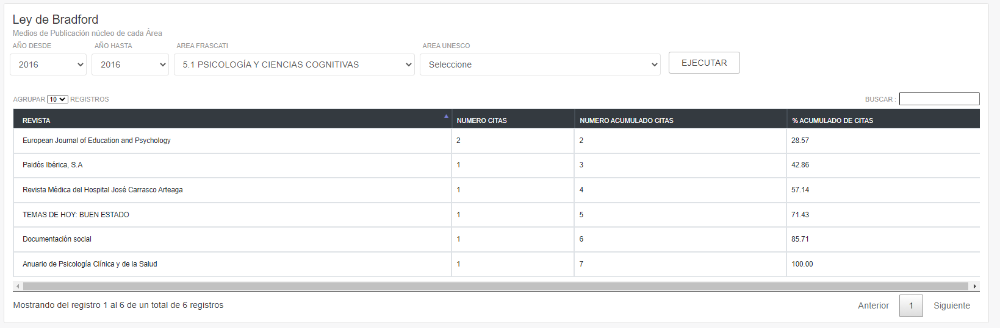 Ley de Bradford
Medios de Publicación núcleo de cada Área
AÑO DESDE AÑO HASTA AREA FRASCATI AREA UNESCO
2016 2016 5.1 PSICOLOGÍA Y CIENCIAS COGNITIVAS Seleccione EJECUTAR
AGRUPAR 10 REGISTROS BUSCAR :
REVISTA NUMERO CITAS NUMERO ACUMULADO CITAS % ACUMULADO DE CITAS
European Journal of Education and Psychology 2 2 28.57
Paidós Ibérica, S.A 1 3 42.86
Revista Médica del Hospital José Carrasco Arteaga 1 4 57.14
TEMAS DE HOY: BUEN ESTADO 1 5 71.43
Documentación social 1 6 85.71
Anuario de Psicología Clínica y de la Salud 1 7 100.00
Mostrando del registro 1 al 6 de un total de 6 registros Anterior 1 Siguiente